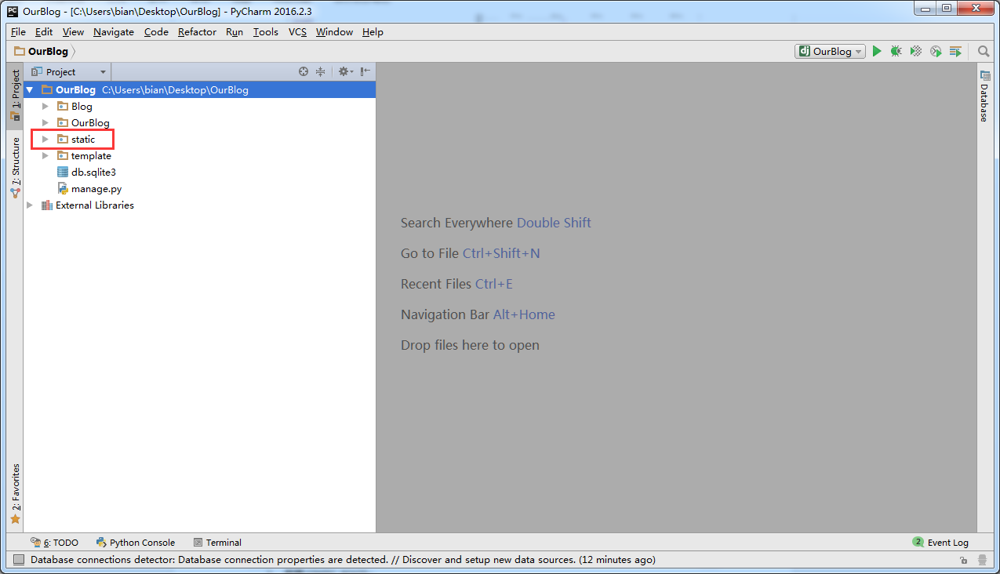 OurBlog - [C:\Users\bian\Desktop\OurBlog] - PyCharm 2016.2.3
File Edit View Navigate Code Refactor Run Tools VCS Window Help
OurBlog
OurBlog
1: Project
7: Structure
2: Favorites
Project
OurBlog C:\Users\bian\Desktop\OurBlog
Blog
OurBlog
static
template
db.sqlite3
manage.py
External Libraries
Search Everywhere Double Shift
Go to File Ctrl+Shift+N
Recent Files Ctrl+E
Navigation Bar Alt+Home
Drop files here to open
Database
6: TODO Python Console Terminal
2 Event Log
Database connections detector: Database connection properties are detected. // Discover and setup new data sources. (12 minutes ago)